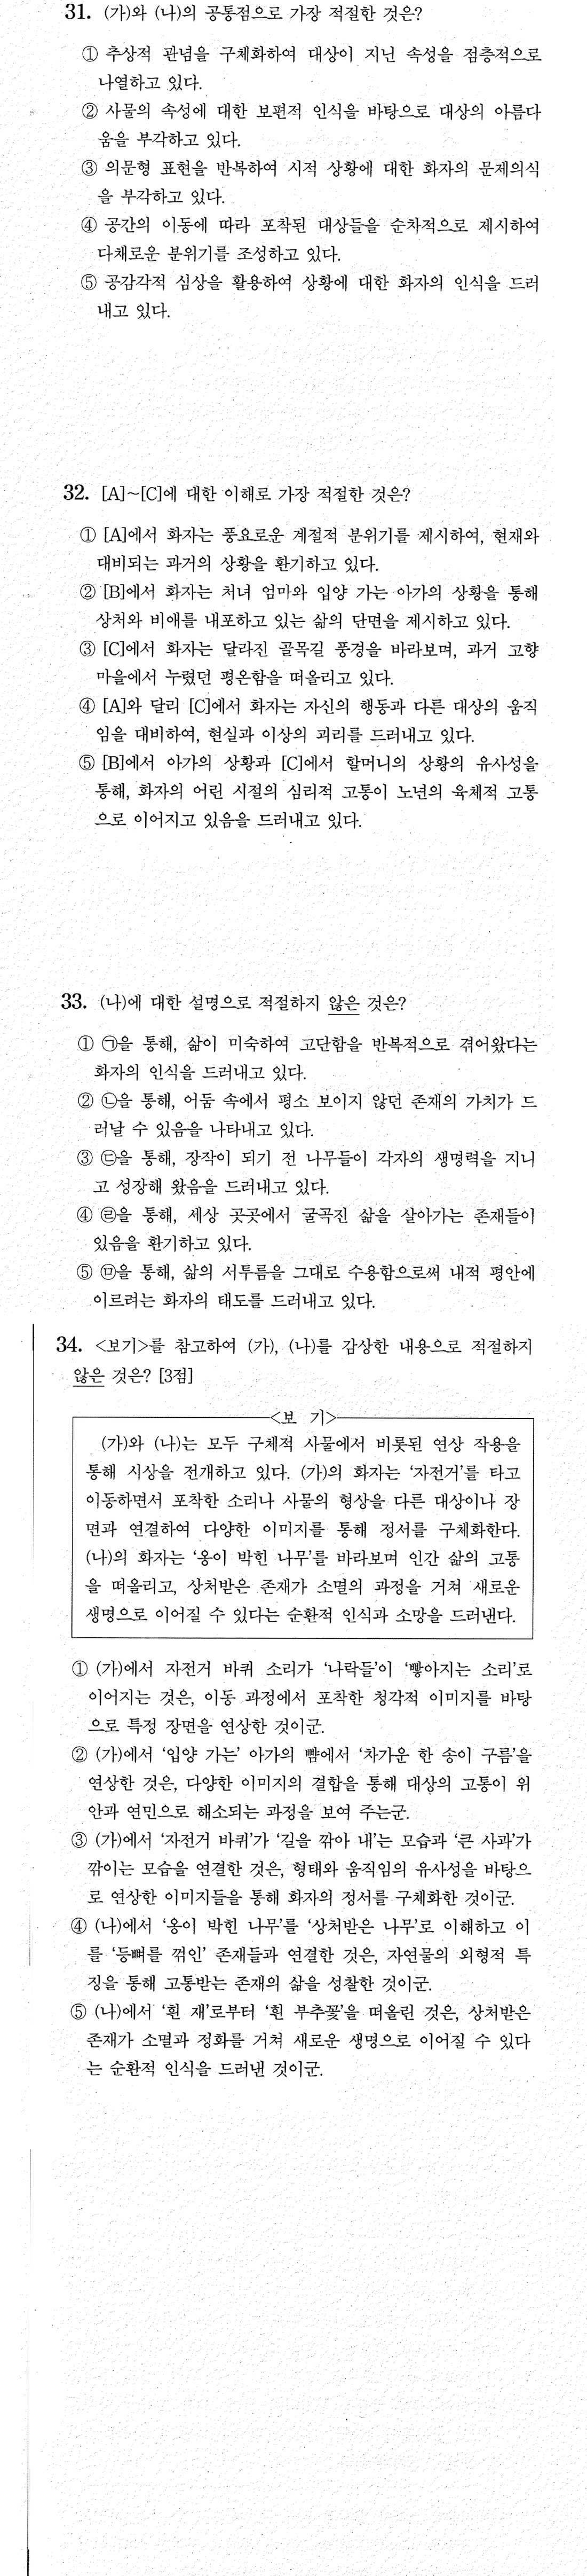 31. (가)와 (나)의 공통점으로 가장 적절한 것은?
① 추상적 관념을 구체화하여 대상이 지닌 속성을 점층적으로
나열하고 있다.
② 사물의 속성에 대한 보편적 인식을 바탕으로 대상의 아름다
움을 부각하고 있다.
③ 의문형 표현을 반복하여 시적 상황에 대한 화자의 문제의식
을 부각하고 있다.
④ 공간의 이동에 따라 포착된 대상들을 순차적으로 제시하여
다채로운 분위기를 조성하고 있다.
⑤ 공감각적 심상을 활용하여 상황에 대한 화자의 인식을 드러
내고 있다.
32. [A]~[C]에 대한 이해로 가장 적절한 것은?
① [A]에서 화자는 풍요로운 계절적 분위기를 제시하여, 현재와
대비되는 과거의 상황을 환기하고 있다.
② [B]에서 화자는 처녀 엄마와 입양 가는 아가의 상황을 통해
상처와 비애를 내포하고 있는 삶의 단면을 제시하고 있다.
③ [C]에서 화자는 달라진 골목길 풍경을 바라보며, 과거 고향
마을에서 누렸던 평온함을 떠올리고 있다.
④ [A]와 달리 [C]에서 화자는 자신의 행동과 다른 대상의 움직
임을 대비하여, 현실과 이상의 괴리를 드러내고 있다.
⑤ [B]에서 아가의 상황과 [C]에서 할머니의 상황의 유사성을
통해, 화자의 어린 시절의 심리적 고통이 노년의 육체적 고통
으로 이어지고 있음을 드러내고 있다.
33. (나)에 대한 설명으로 적절하지 않은 것은?
① ㉠을 통해, 삶이 미숙하여 고단함을 반복적으로 겪어왔다는
화자의 인식을 드러내고 있다.
② ㉡을 통해, 어둠 속에서 평소 보이지 않던 존재의 가치가 드
러날 수 있음을 나타내고 있다.
③ ㉢을 통해, 장작이 되기 전 나무들이 각자의 생명력을 지니
고 성장해 왔음을 드러내고 있다.
④ ㉣을 통해, 세상 곳곳에서 굴곡진 삶을 살아가는 존재들이
있음을 환기하고 있다.
⑤ ㉤을 통해, 삶의 서투름을 그대로 수용함으로써 내적 평안에
이르려는 화자의 태도를 드러내고 있다.
34. <보기>를 참고하여 (가), (나)를 감상한 내용으로 적절하지
않은 것은? [3점]
<보 기>
(가)와 (나)는 모두 구체적 사물에서 비롯된 연상 작용을
통해 시상을 전개하고 있다. (가)의 화자는 '자전거'를 타고
이동하면서 포착한 소리나 사물의 형상을 다른 대상이나 장
면과 연결하여 다양한 이미지를 통해 정서를 구체화한다.
(나)의 화자는 '옹이 박힌 나무'를 바라보며 인간 삶의 고통
을 떠올리고, 상처받은 존재가 소멸의 과정을 거쳐 새로운
생명으로 이어질 수 있다는 순환적 인식과 소망을 드러낸다.
① (가)에서 자전거 바퀴 소리가 '나락들'이 '빻아지는 소리'로
이어지는 것은, 이동 과정에서 포착한 청각적 이미지를 바탕
으로 특정 장면을 연상한 것이군.
② (가)에서 '입양 가는' 아가의 뺨에서 '차가운 한 송이 구름'을
연상한 것은, 다양한 이미지의 결합을 통해 대상의 고통이 위
안과 연민으로 해소되는 과정을 보여 주는군.
③ (가)에서 '자전거 바퀴'가 '길을 깎아 내'는 모습과 '큰 사과'가
깎이는 모습을 연결한 것은, 형태와 움직임의 유사성을 바탕으
로 연상한 이미지들을 통해 화자의 정서를 구체화한 것이군.
④ (나)에서 '옹이 박힌 나무'를 '상처받은 나무'로 이해하고 이
를 '등뼈를 꺾인' 존재들과 연결한 것은, 자연물의 외형적 특
징을 통해 고통받는 존재의 삶을 성찰한 것이군.
⑤ (나)에서 '흰 재'로부터 '흰 부추꽃'을 떠올린 것은, 상처받은
존재가 소멸과 정화를 거쳐 새로운 생명으로 이어질 수 있다
는 순환적 인식을 드러낸 것이군.